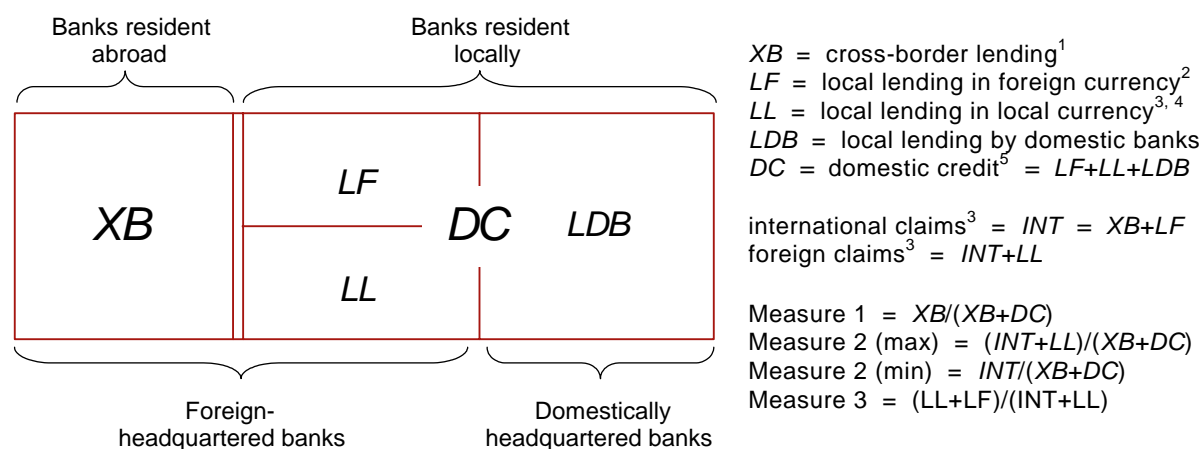 Banks resident
abroad
Banks resident
locally
XB
LF
LL
DC
LDB
Foreign-
headquartered banks
Domestically
headquartered banks
XB = cross-border lending1
LF = local lending in foreign currency2
LL = local lending in local currency3, 4
LDB = local lending by domestic banks
DC = domestic credit5 = LF+LL+LDB
international claims3 = INT = XB+LF
foreign claims3 = INT+LL
Measure 1 = XB/(XB+DC)
Measure 2 (max) = (INT+LL)/(XB+DC)
Measure 2 (min) = INT/(XB+DC)
Measure 3 = (LL+LF)/(INT+LL)